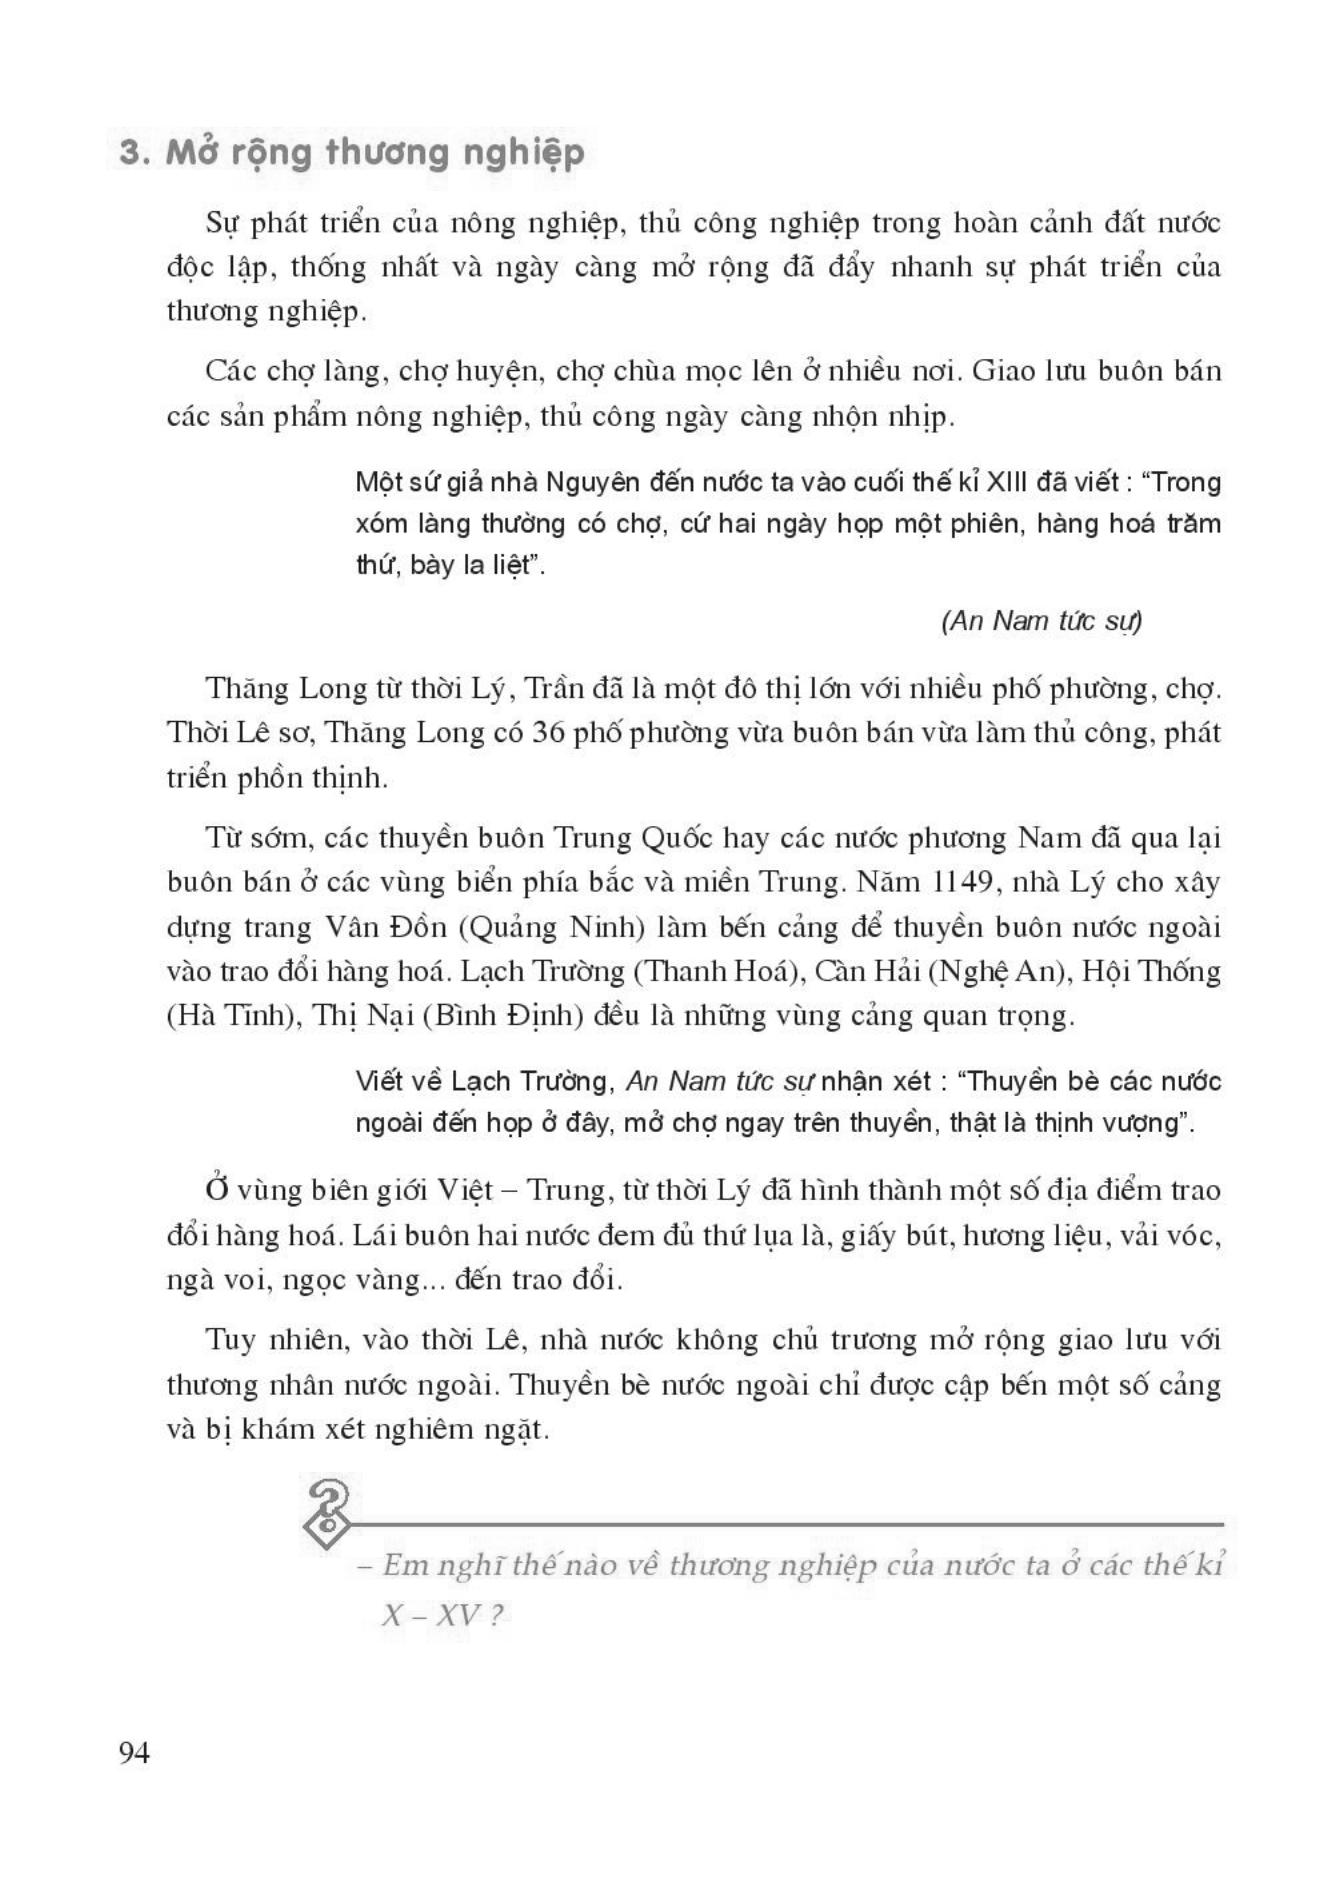 3. Mở rộng thương nghiệp
Sự phát triển của nông nghiệp, thủ công nghiệp trong hoàn cảnh đất nước
độc lập, thống nhất và ngày càng mở rộng đã đẩy nhanh sự phát triển của
thương nghiệp.
Các chợ làng, chợ huyện, chợ chùa mọc lên ở nhiều nơi. Giao lưu buôn bán
các sản phẩm nông nghiệp, thủ công ngày càng nhộn nhịp.
Một sứ giả nhà Nguyên đến nước ta vào cuối thế kỉ XIII đã viết : “Trong
xóm làng thường có chợ, cứ hai ngày họp một phiên, hàng hoá trăm
thứ, bày la liệt”.
(An Nam tức sự)
Thăng Long từ thời Lý, Trần đã là một đô thị lớn với nhiều phố phường, chợ.
Thời Lê sơ, Thăng Long có 36 phố phường vừa buôn bán vừa làm thủ công, phát
triển phồn thịnh.
Từ sớm, các thuyền buôn Trung Quốc hay các nước phương Nam đã qua lại
buôn bán ở các vùng biển phía bắc và miền Trung. Năm 1149, nhà Lý cho xây
dựng trang Vân Đồn (Quảng Ninh) làm bến cảng để thuyền buôn nước ngoài
vào trao đổi hàng hoá. Lạch Trường (Thanh Hoá), Càn Hải (Nghệ An), Hội Thống
(Hà Tĩnh), Thị Nại (Bình Định) đều là những vùng cảng quan trọng.
Viết về Lạch Trường, An Nam tức sự nhận xét : “Thuyền bè các nước
ngoài đến họp ở đây, mở chợ ngay trên thuyền, thật là thịnh vượng”.
Ở vùng biên giới Việt – Trung, từ thời Lý đã hình thành một số địa điểm trao
đổi hàng hoá. Lái buôn hai nước đem đủ thứ lụa là, giấy bút, hương liệu, vải vóc,
ngà voi, ngọc vàng... đến trao đổi.
Tuy nhiên, vào thời Lê, nhà nước không chủ trương mở rộng giao lưu với
thương nhân nước ngoài. Thuyền bè nước ngoài chỉ được cập bến một số cảng
và bị khám xét nghiêm ngặt.
?
– Em nghĩ thế nào về thương nghiệp của nước ta ở các thế kỉ
X – XV ?
94